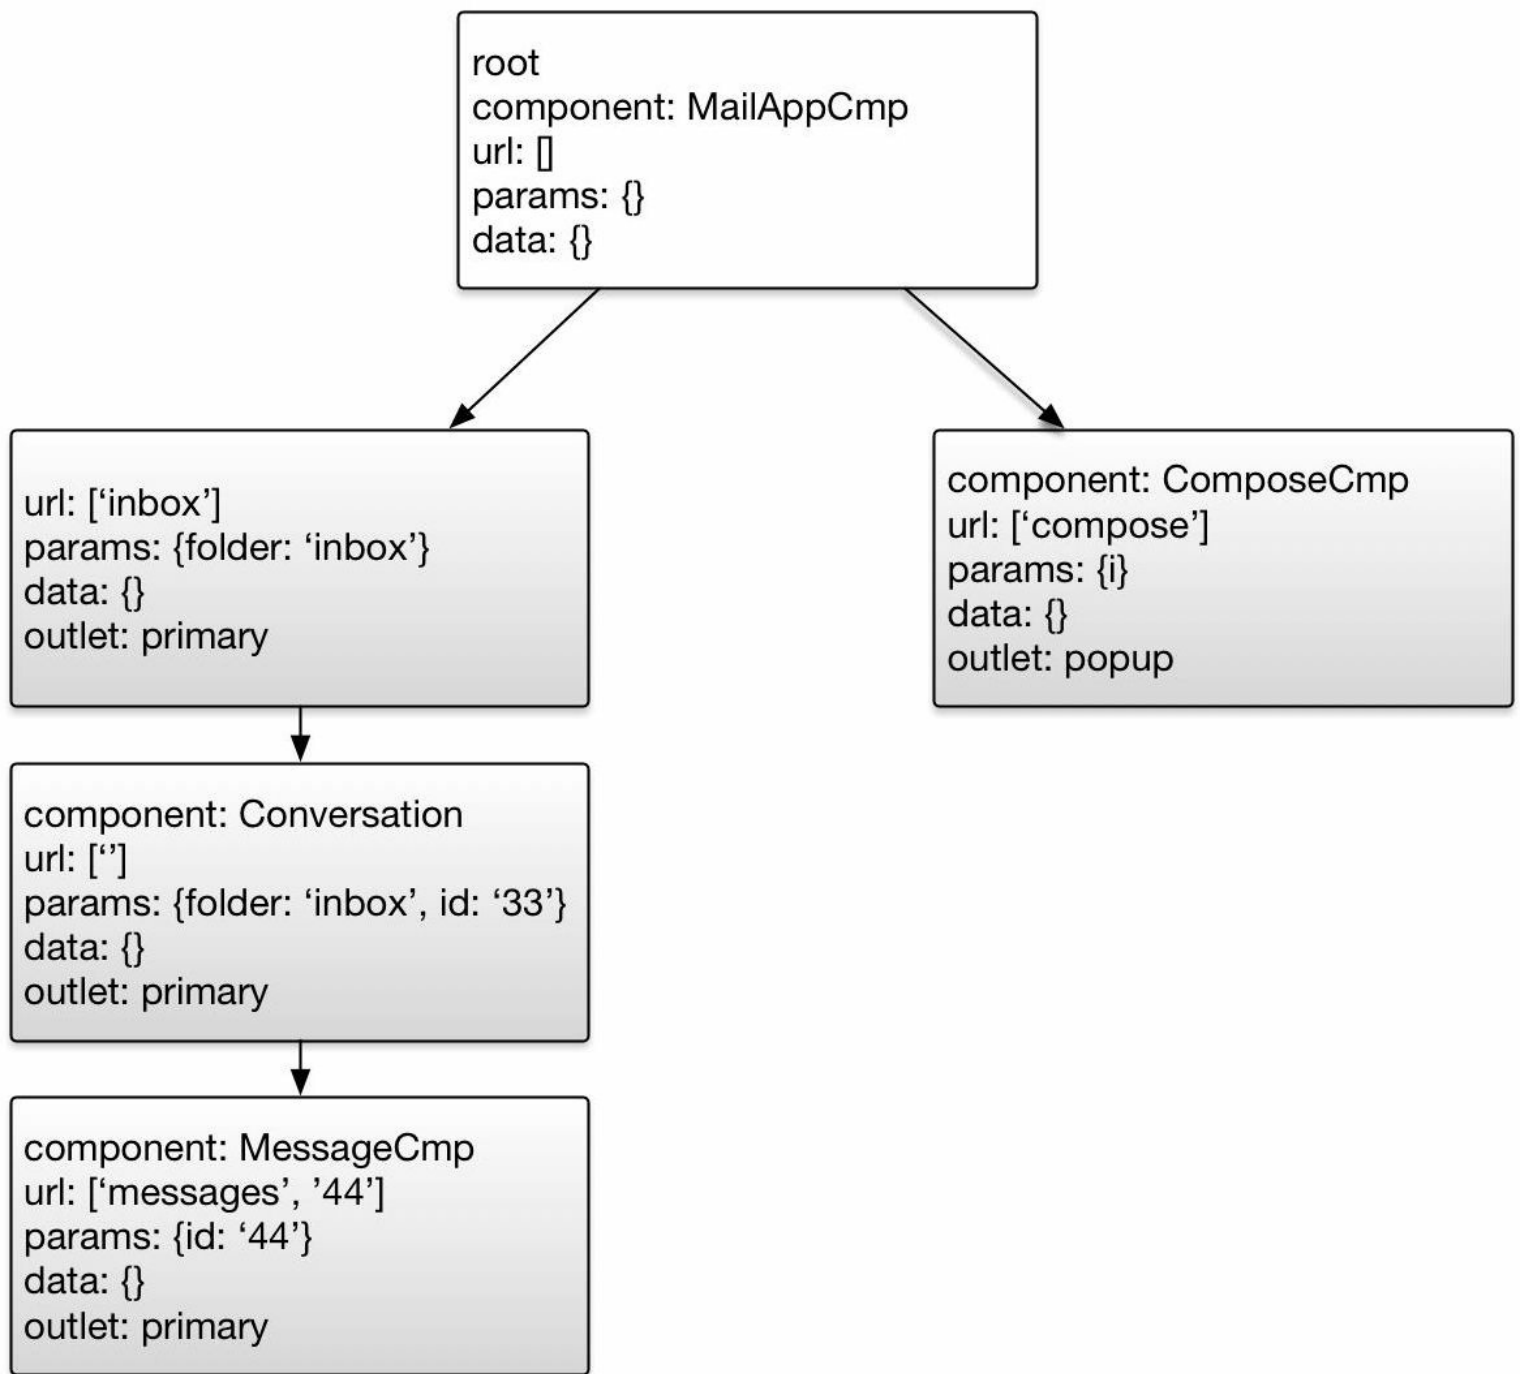 root
component: MailAppCmp
url: []
params: {}
data: {}
url: [‘inbox’]
params: {folder: ‘inbox’}
data: {}
outlet: primary
component: ComposeCmp
url: [‘compose’]
params: {i}
data: {}
outlet: popup
component: Conversation
url: [‘’]
params: {folder: ‘inbox’, id: ‘33’}
data: {}
outlet: primary
component: MessageCmp
url: [‘messages’, ’44’]
params: {id: ‘44’}
data: {}
outlet: primary